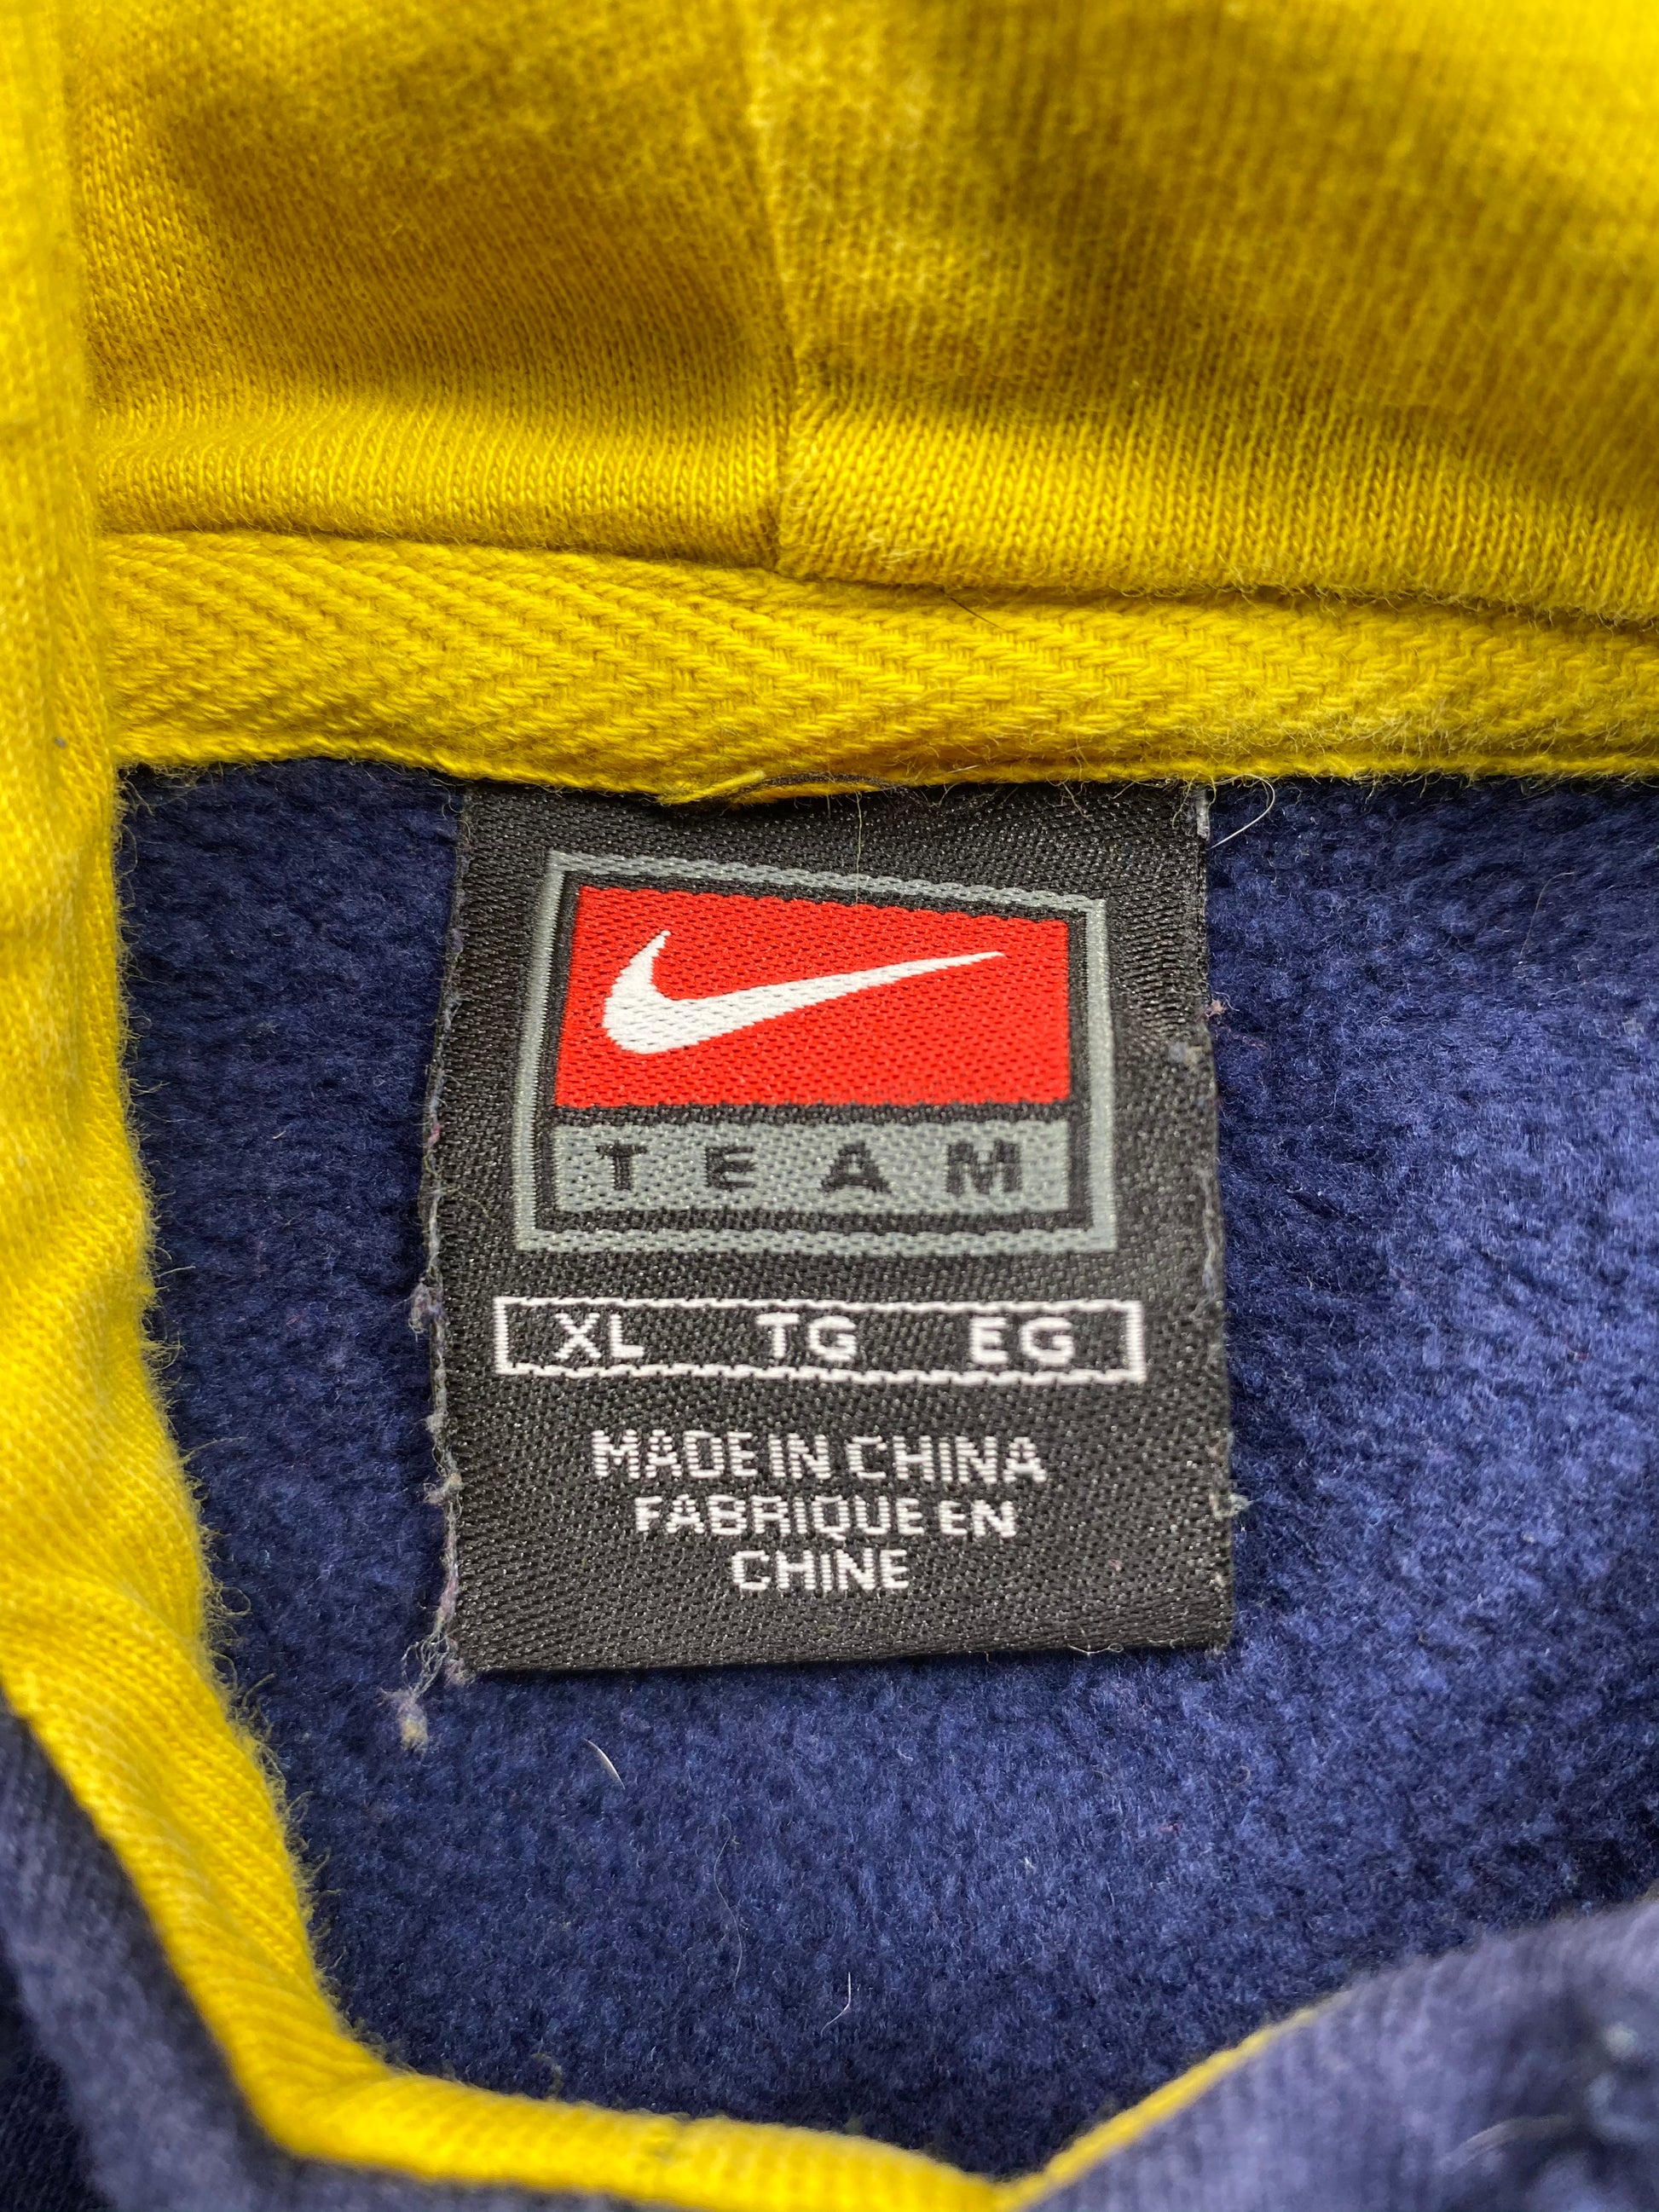 TEAM
XL TG EG
MADE IN CHINA
FABRIQUE EN
CHINE